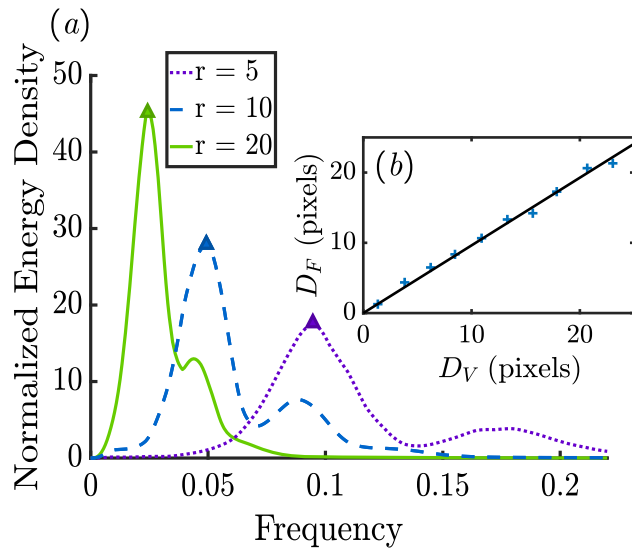 (a)
Normalized Energy Density
50
40
30
20
10
0
r = 5
r = 10
r = 20
(b)
D_F (pixels)
20
10
0
0 10 20
D_V (pixels)
0 0.05 0.1 0.15 0.2
Frequency